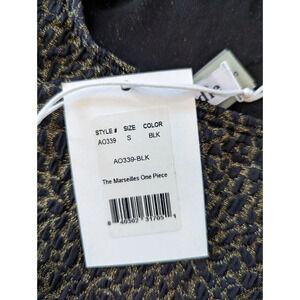 STYLE # SIZE COLOR
AO339 S BLK
AO339-BLK
The Marseilles One Piece